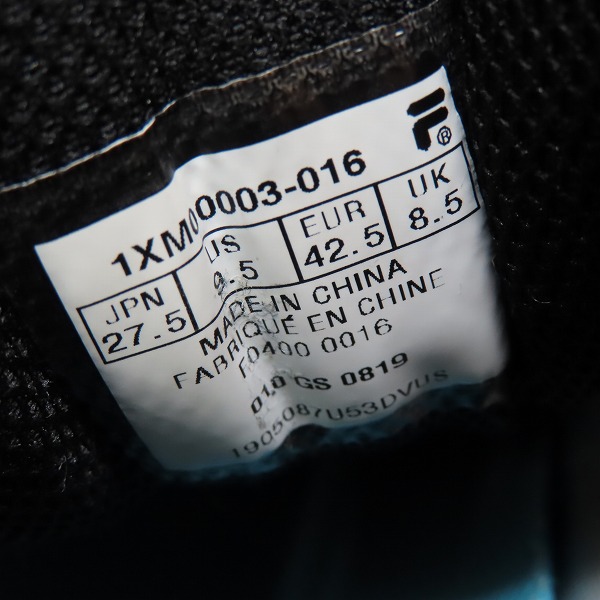 F®
1XM00003-016
JPN US EUR UK
27.5 9.5 42.5 8.5
MADE IN CHINA
FABRIQUÉ EN CHINE
F0400 0016
010 GS 0819
1905087U53DVUS